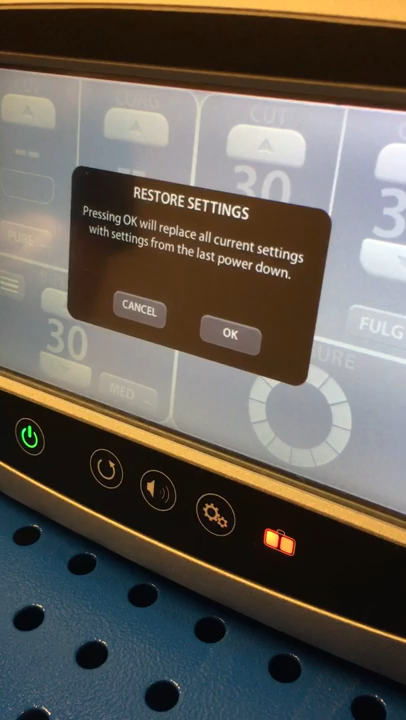 COAG
CUT
30
RESTORE SETTINGS
Pressing OK will replace all current settings
with settings from the last power down.
CANCEL
OK
FULG
30
MED